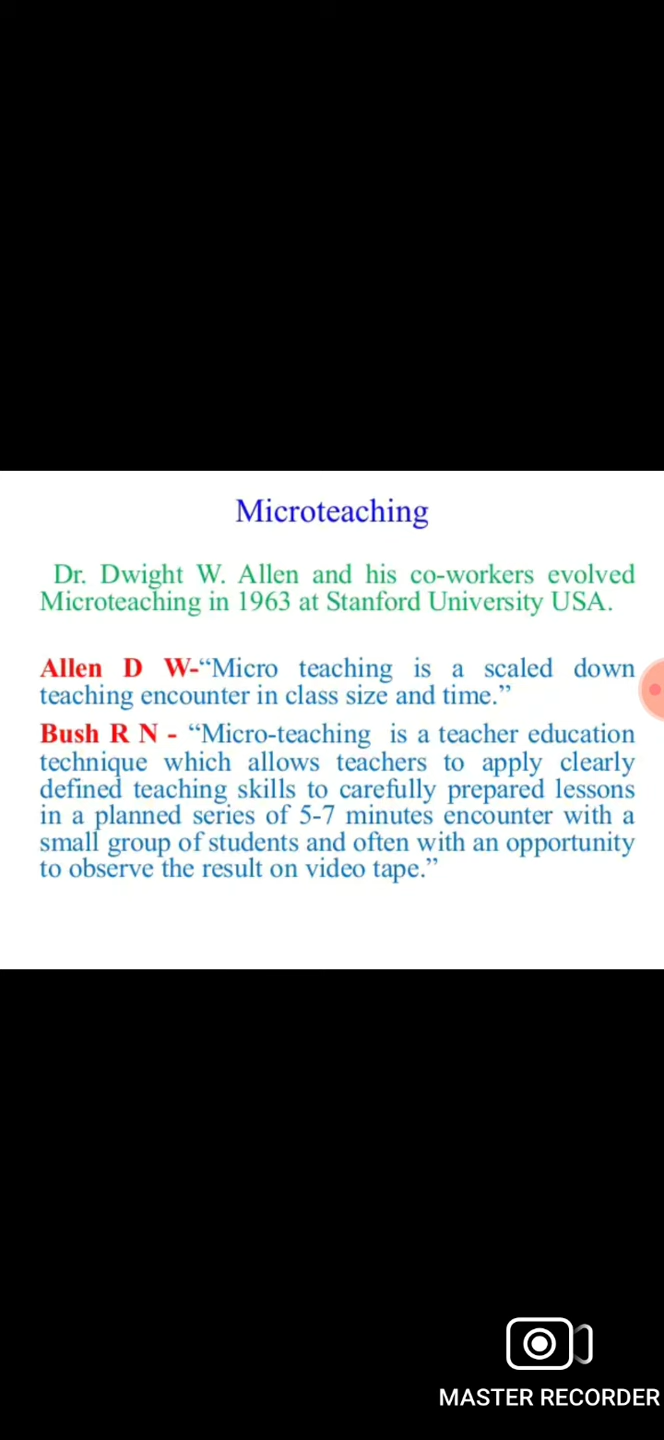 Microteaching
Dr. Dwight W. Allen and his co-workers evolved
Microteaching in 1963 at Stanford University USA.
Allen D W-“Micro teaching is a scaled down
teaching encounter in class size and time.”
Bush R N - “Micro-teaching is a teacher education
technique which allows teachers to apply clearly
defined teaching skills to carefully prepared lessons
in a planned series of 5-7 minutes encounter with a
small group of students and often with an opportunity
to observe the result on video tape.”
MASTER RECORDER